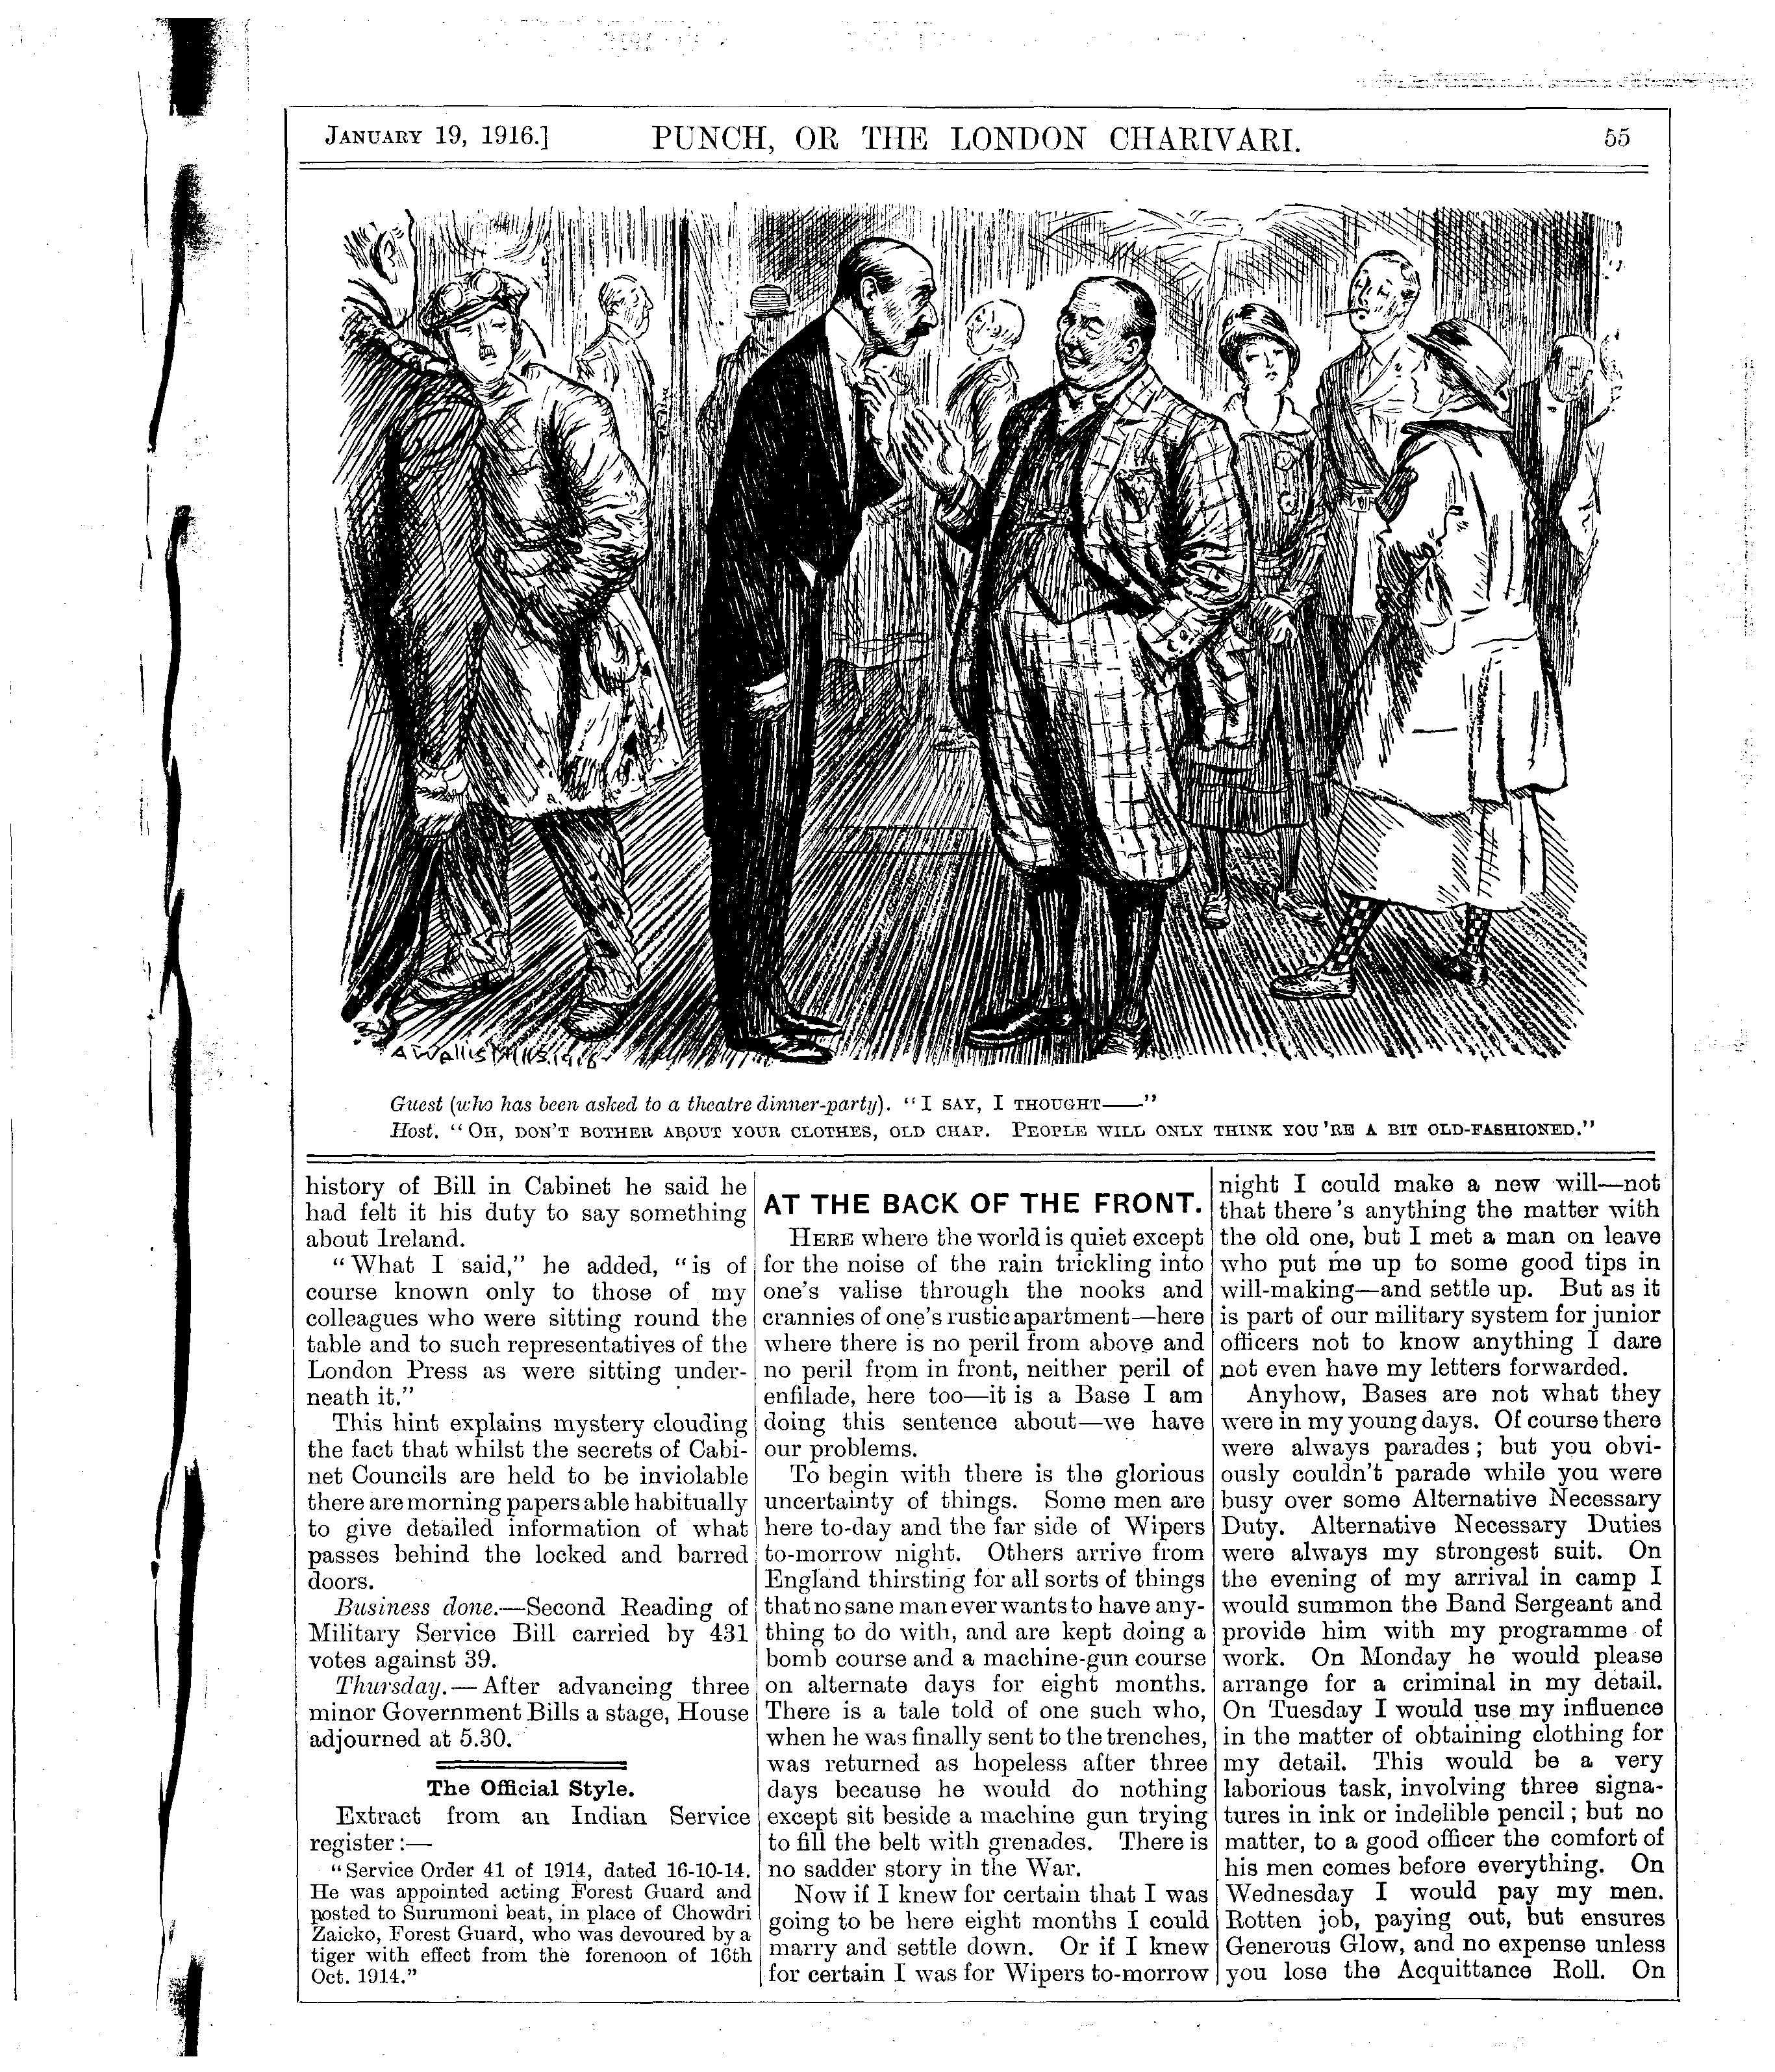 JANUARY 19, 1916.] PUNCH, OR THE LONDON CHARIVARI. 55
A Wallis Mills. 1916
Guest (who has been asked to a theatre dinner-party). "I SAY, I THOUGHT——"
Host. "OH, DON'T BOTHER ABOUT YOUR CLOTHES, OLD CHAP. PEOPLE WILL ONLY THINK YOU'RE A BIT OLD-FASHIONED."
history of Bill in Cabinet he said he
had felt it his duty to say something
about Ireland.
"What I said," he added, "is of
course known only to those of my
colleagues who were sitting round the
table and to such representatives of the
London Press as were sitting under-
neath it."
This hint explains mystery clouding
the fact that whilst the secrets of Cabi-
net Councils are held to be inviolable
there are morning papers able habitually
to give detailed information of what
passes behind the locked and barred
doors.
Business done.—Second Reading of
Military Service Bill carried by 431
votes against 39.
Thursday.—After advancing three
minor Government Bills a stage, House
adjourned at 5.30.
The Official Style.
Extract from an Indian Service
register:—
"Service Order 41 of 1914, dated 16-10-14.
He was appointed acting Forest Guard and
posted to Surumoni beat, in place of Chowdri
Zaicko, Forest Guard, who was devoured by a
tiger with effect from the forenoon of 16th
Oct. 1914."
AT THE BACK OF THE FRONT.
HERE where the world is quiet except
for the noise of the rain trickling into
one's valise through the nooks and
crannies of one's rustic apartment—here
where there is no peril from above and
no peril from in front, neither peril of
enfilade, here too—it is a Base I am
doing this sentence about—we have
our problems.
To begin with there is the glorious
uncertainty of things. Some men are
here to-day and the far side of Wipers
to-morrow night. Others arrive from
England thirsting for all sorts of things
that no sane man ever wants to have any-
thing to do with, and are kept doing a
bomb course and a machine-gun course
on alternate days for eight months.
There is a tale told of one such who,
when he was finally sent to the trenches,
was returned as hopeless after three
days because he would do nothing
except sit beside a machine gun trying
to fill the belt with grenades. There is
no sadder story in the War.
Now if I knew for certain that I was
going to be here eight months I could
marry and settle down. Or if I knew
for certain I was for Wipers to-morrow
night I could make a new will—not
that there's anything the matter with
the old one, but I met a man on leave
who put me up to some good tips in
will-making—and settle up. But as it
is part of our military system for junior
officers not to know anything I dare
not even have my letters forwarded.
Anyhow, Bases are not what they
were in my young days. Of course there
were always parades; but you obvi-
ously couldn't parade while you were
busy over some Alternative Necessary
Duty. Alternative Necessary Duties
were always my strongest suit. On
the evening of my arrival in camp I
would summon the Band Sergeant and
provide him with my programme of
work. On Monday he would please
arrange for a criminal in my detail.
On Tuesday I would use my influence
in the matter of obtaining clothing for
my detail. This would be a very
laborious task, involving three signa-
tures in ink or indelible pencil; but no
matter, to a good officer the comfort of
his men comes before everything. On
Wednesday I would pay my men.
Rotten job, paying out, but ensures
Generous Glow, and no expense unless
you lose the Acquittance Roll. On